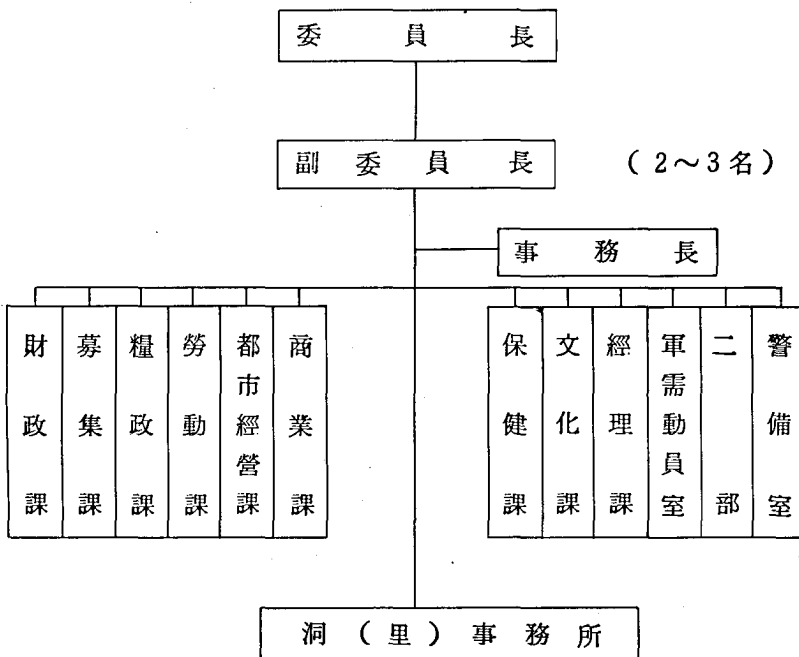 委員長
副委員長
(2～3名)
事務長
財政課
募集課
糧政課
勞動課
都市經營課
商業課
保健課
文化課
經理課
軍需動員室
二部
警備室
洞(里)事務所